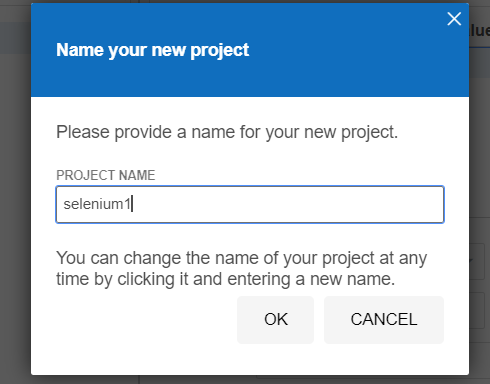 Name your new project
Please provide a name for your new project.
PROJECT NAME
selenium1
You can change the name of your project at any
time by clicking it and entering a new name.
OK CANCEL